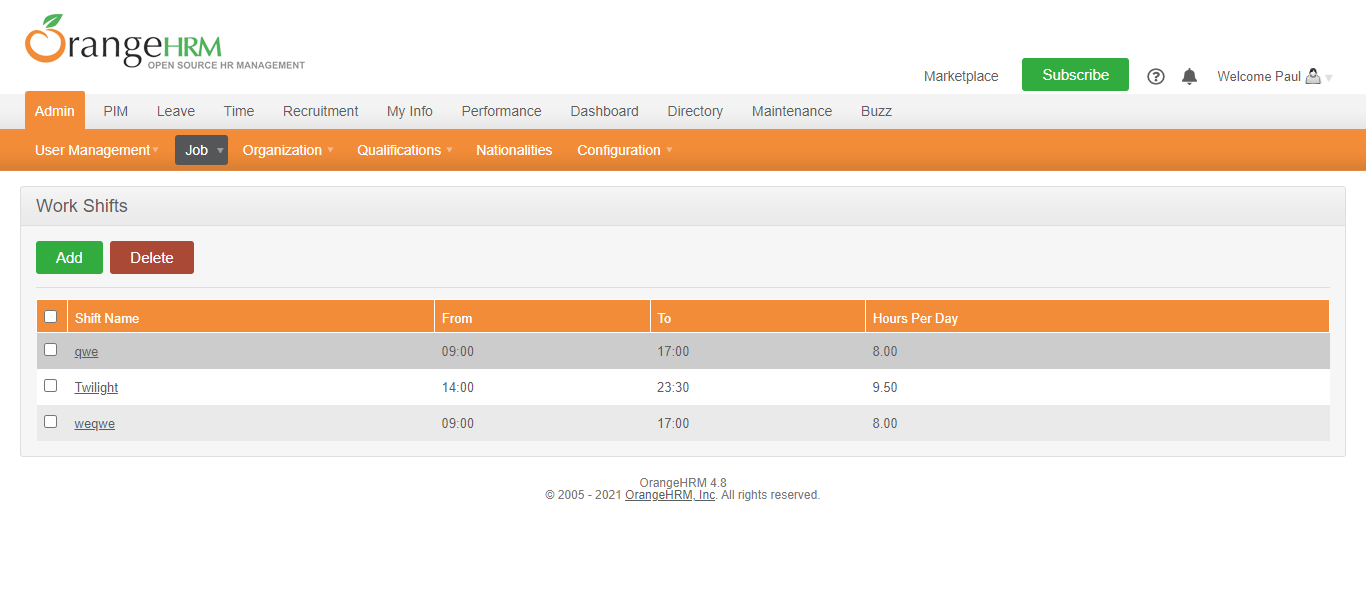 OrangeHRM
OPEN SOURCE HR MANAGEMENT
Marketplace Subscribe ? Welcome Paul
Admin PIM Leave Time Recruitment My Info Performance Dashboard Directory Maintenance Buzz
User Management Job Organization Qualifications Nationalities Configuration
Work Shifts
Add Delete
Shift Name From To Hours Per Day
qwe 09:00 17:00 8.00
Twilight 14:00 23:30 9.50
weqwe 09:00 17:00 8.00
OrangeHRM 4.8
© 2005 - 2021 OrangeHRM, Inc. All rights reserved.